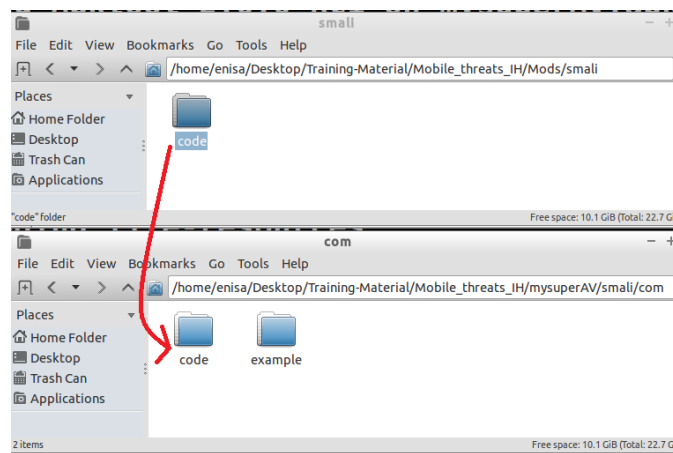 smali
File Edit View Bookmarks Go Tools Help
/home/enisa/Desktop/Training-Material/Mobile_threats_IH/Mods/smali
Places
Home Folder
Desktop
Trash Can
Applications
code
"code" folder
Free space: 10.1 GiB (Total: 22.7 G
com
File Edit View Bookmarks Go Tools Help
/home/enisa/Desktop/Training-Material/Mobile_threats_IH/mysuperAV/smali/com
Places
Home Folder
Desktop
Trash Can
Applications
code
example
2 items
Free space: 10.1 GiB (Total: 22.7 G